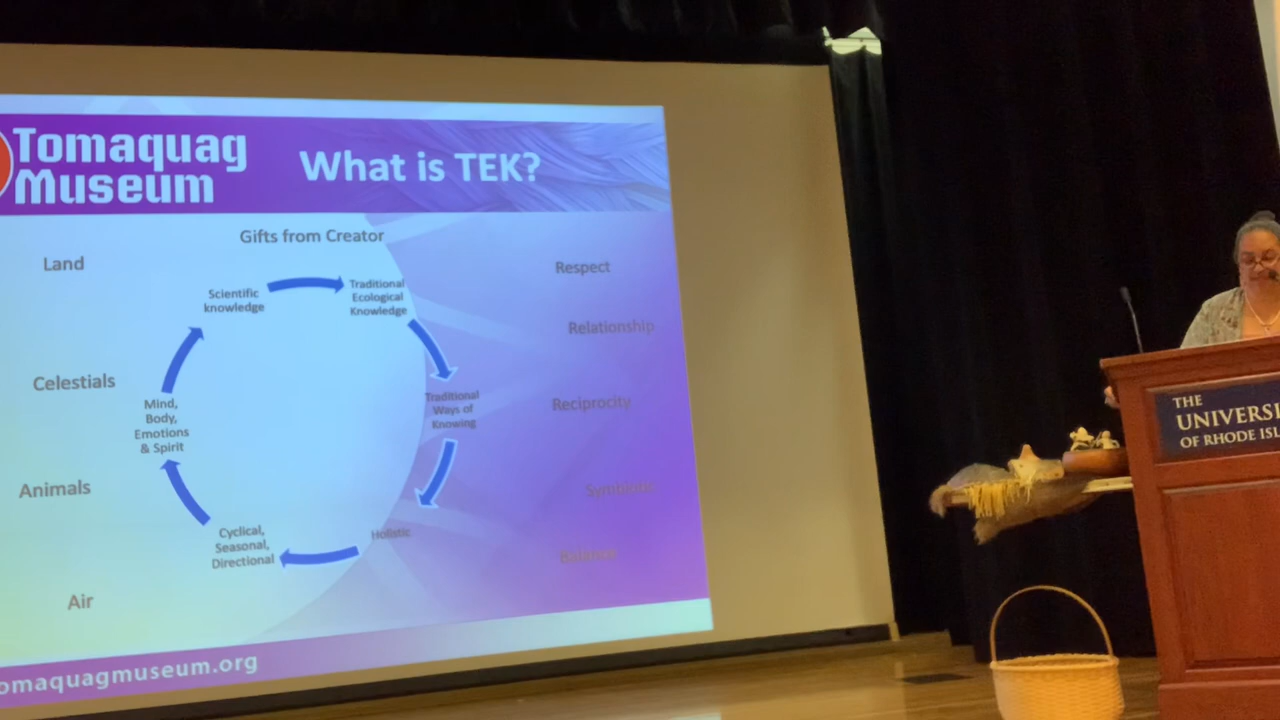 Tomaquag
Museum
What is TEK?
Gifts from Creator
Land
Celestials
Animals
Air
Scientific
knowledge
Traditional
Ecological
Knowledge
Traditional
Ways of
Knowing
Holistic
Cyclical,
Seasonal,
Directional
Mind,
Body,
Emotions
& Spirit
Respect
Relationship
Reciprocity
Symbiotic
Balance
omaquagmuseum.org
THE
UNIVERSI
OF RHODE ISL